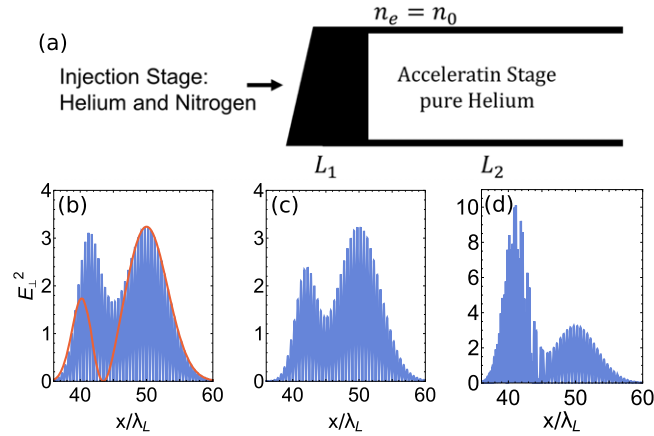 n_e = n_0
(a)
Injection Stage:
Helium and Nitrogen
Acceleratin Stage
pure Helium
L_1
L_2
(b)
(c)
(d)
E_⊥^2
4
3
2
1
0
40
50
60
x/λ_L
4
3
2
1
0
40
50
60
x/λ_L
10
8
6
4
2
0
40
50
60
x/λ_L